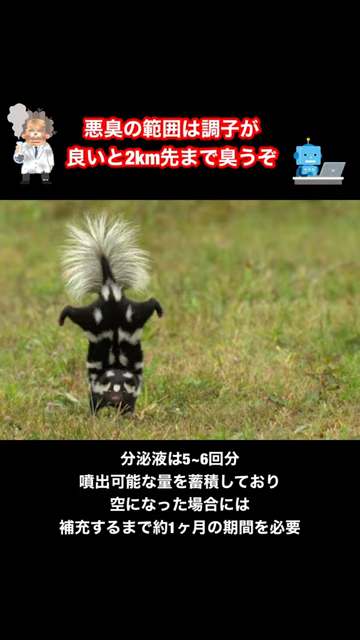 悪臭の範囲は調子が
良いと2km先まで臭うぞ
分泌液は5~6回分
噴出可能な量を蓄積しており
空になった場合には
補充するまで約1ヶ月の期間を必要